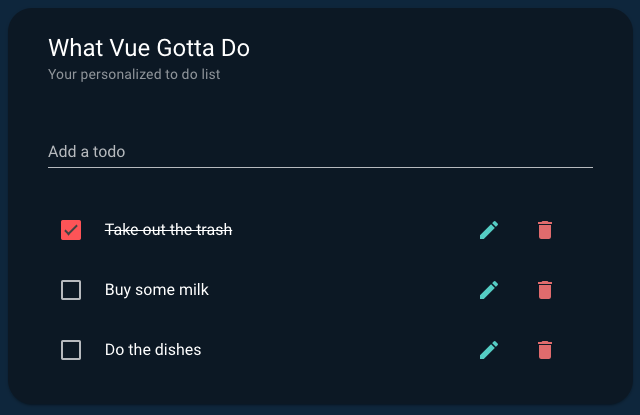 What Vue Gotta Do
Your personalized to do list
Add a todo
Take out the trash
Buy some milk
Do the dishes